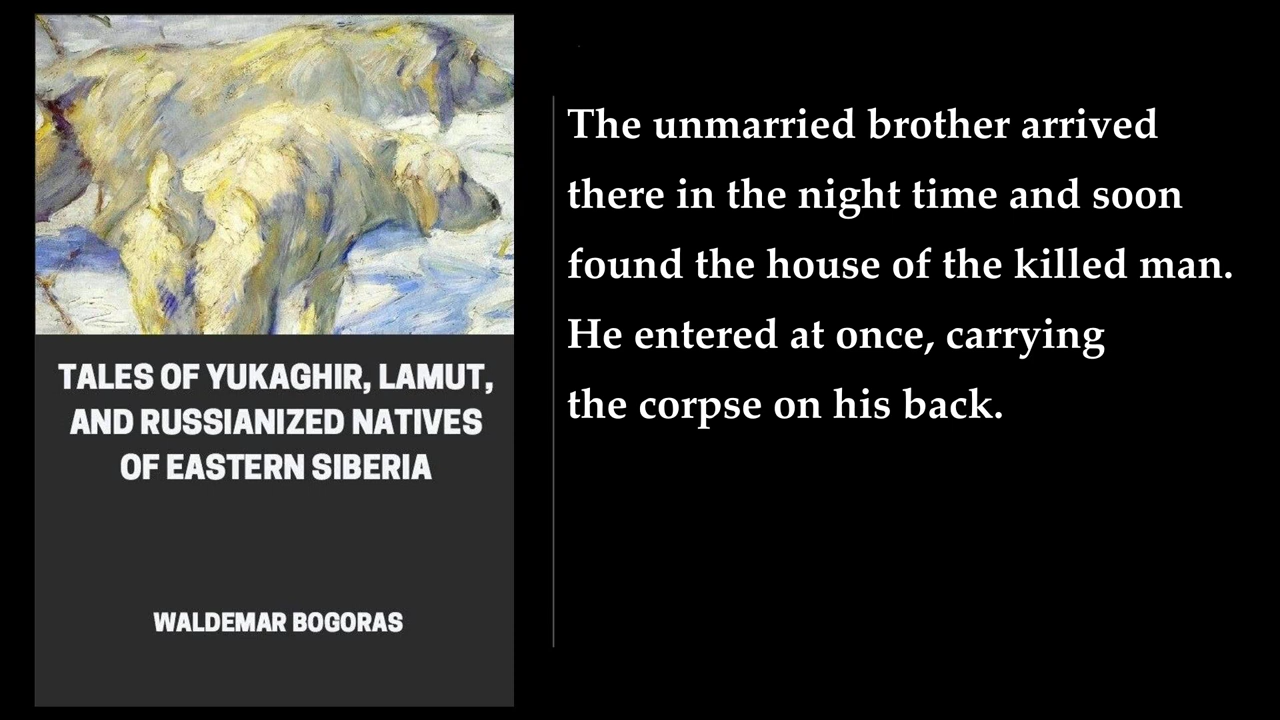 TALES OF YUKAGHIR, LAMUT,
AND RUSSIANIZED NATIVES
OF EASTERN SIBERIA
WALDEMAR BOGORAS
The unmarried brother arrived
there in the night time and soon
found the house of the killed man.
He entered at once, carrying
the corpse on his back.